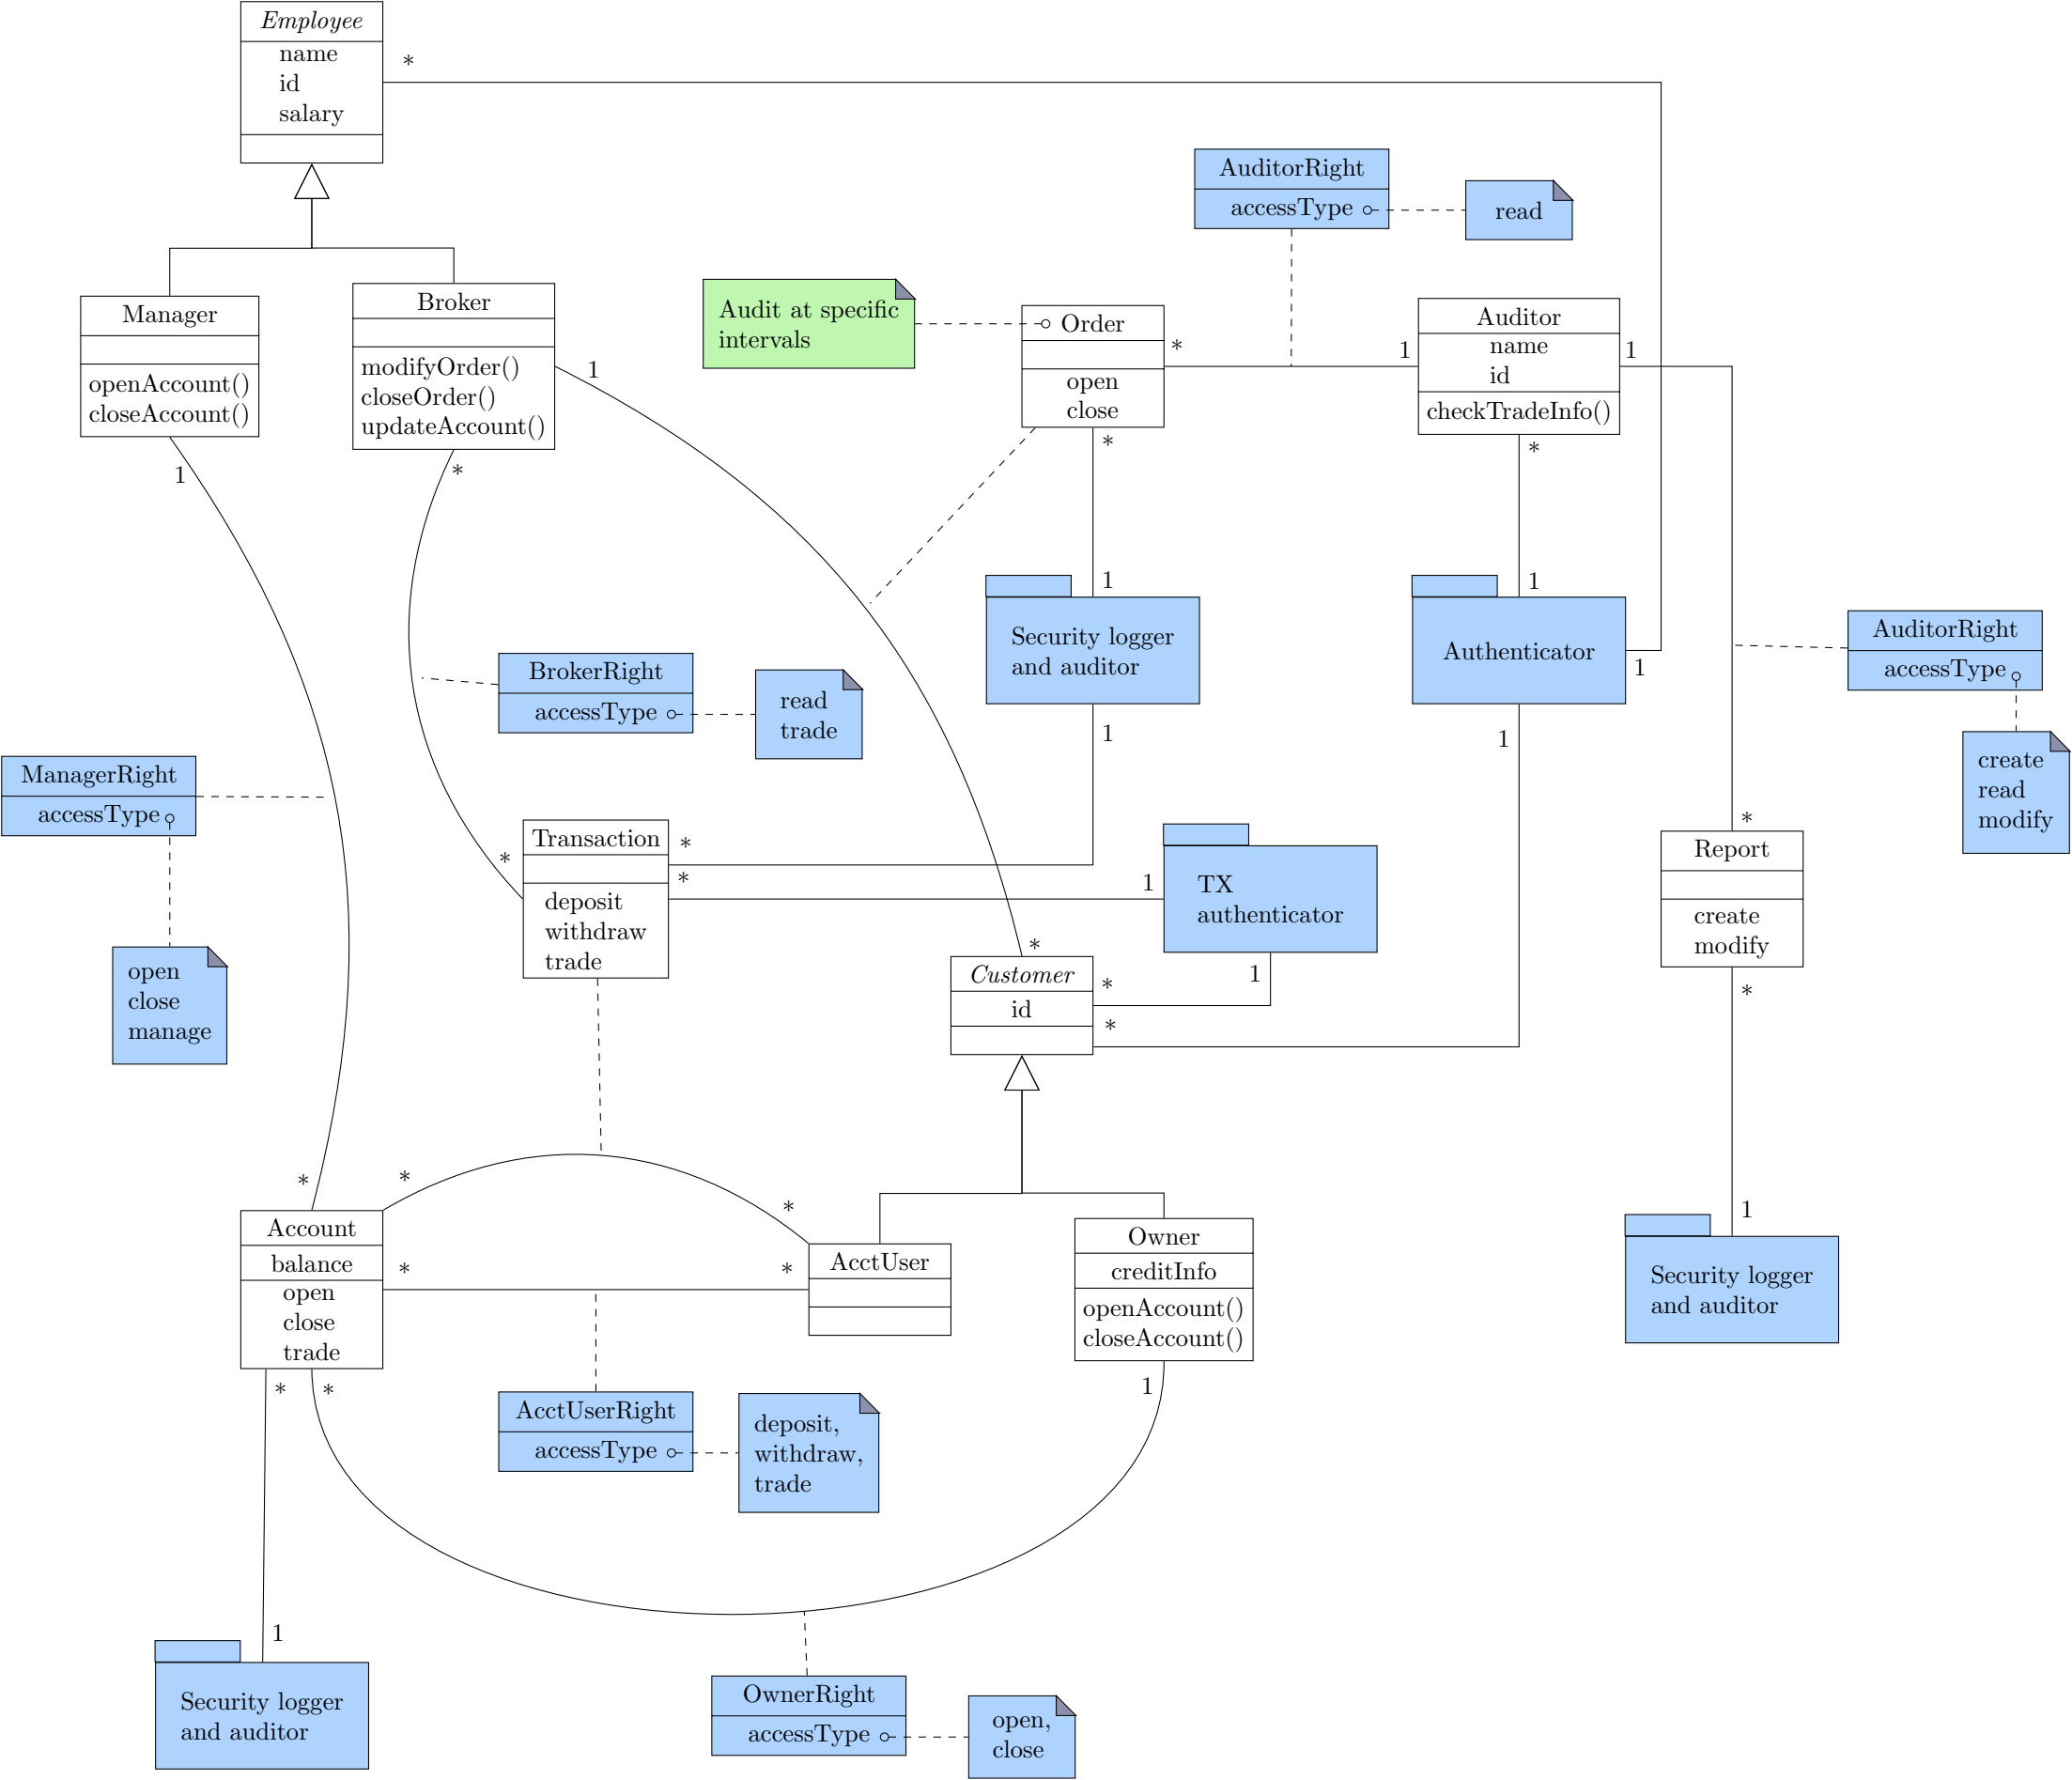 Employee
name
id
salary
*
AuditorRight
accessType
read
Manager
openAccount()
closeAccount()
1
Broker
modifyOrder()
closeOrder()
updateAccount()
1
*
Audit at specific
intervals
Order
open
close
*
*
1
Auditor
name
id
checkTradeInfo()
1
*
1
Security logger
and auditor
1
1
Authenticator
1
1
AuditorRight
accessType
create
read
modify
BrokerRight
accessType
read
trade
ManagerRight
accessType
open
close
manage
*
Transaction
deposit
withdraw
trade
*
*
1
TX
authenticator
1
*
Customer
id
*
*
*
Report
create
modify
*
*
*
*
Account
balance
open
close
trade
*
*
AcctUser
Owner
creditInfo
openAccount()
closeAccount()
1
Security logger
and auditor
*
*
1
AcctUserRight
accessType
deposit,
withdraw,
trade
1
Security logger
and auditor
OwnerRight
accessType
open,
close